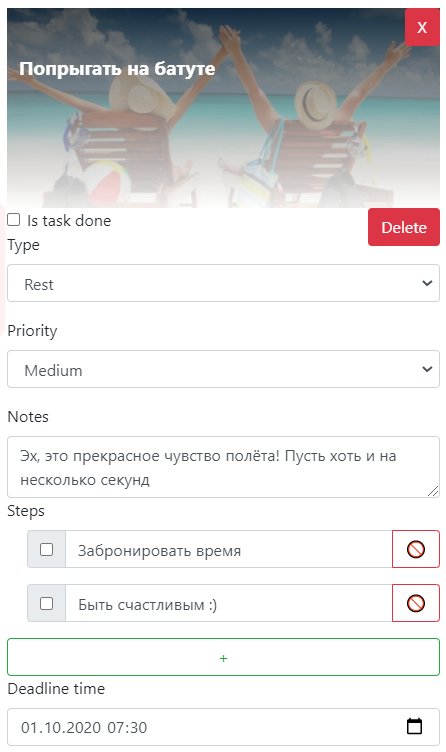 X
Попрыгать на батуте
Is task done
Delete
Type
Rest
Priority
Medium
Notes
Эх, это прекрасное чувство полёта! Пусть хоть и на
несколько секунд
Steps
Забронировать время
Быть счастливым :)
+
Deadline time
01.10.2020 07:30